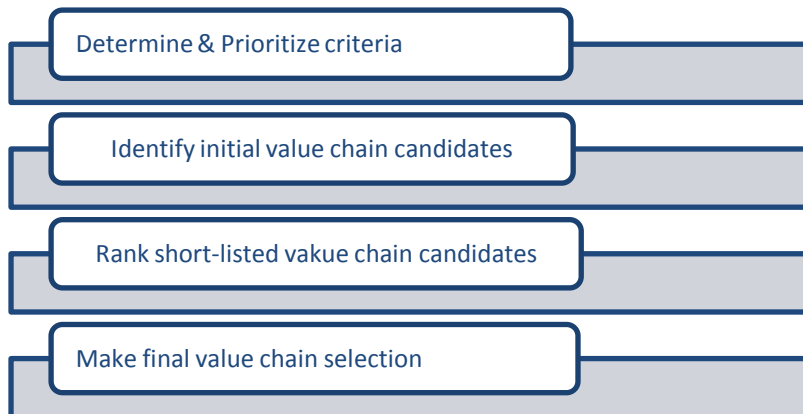 Determine & Prioritize criteria
Identify initial value chain candidates
Rank short-listed vakue chain candidates
Make final value chain selection